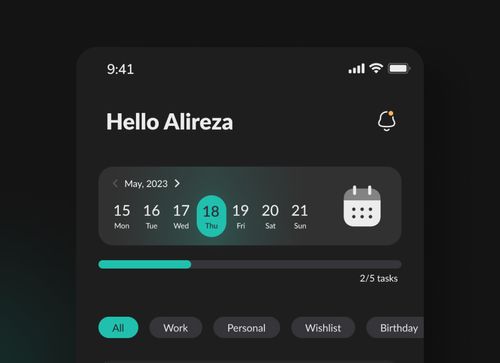 9:41
Hello Alireza
May, 2023
15 16 17 18 19 20 21
Mon Tue Wed Thu Fri Sat Sun
2/5 tasks
All Work Personal Wishlist Birthday